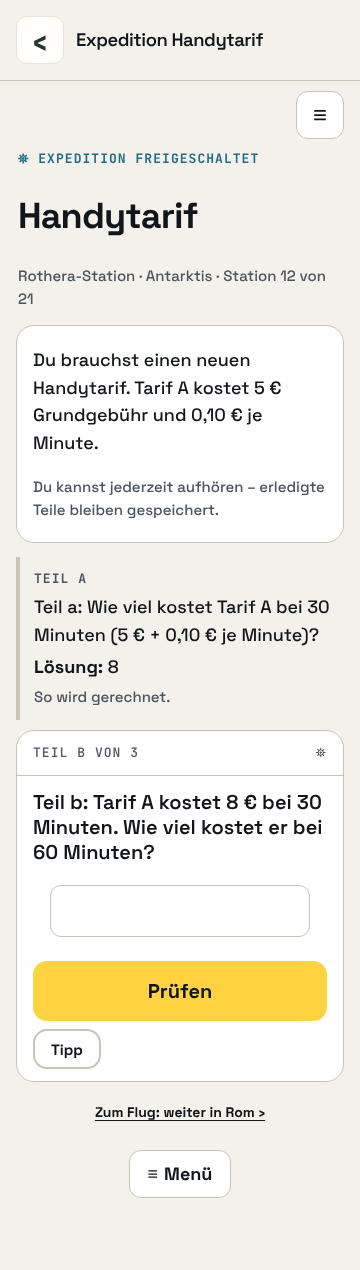 < Expedition Handytarif
≡
✵ EXPEDITION FREIGESCHALTET
Handytarif
Rothera-Station · Antarktis · Station 12 von
21
Du brauchst einen neuen
Handytarif. Tarif A kostet 5 €
Grundgebühr und 0,10 € je
Minute.
Du kannst jederzeit aufhören – erledigte
Teile bleiben gespeichert.
TEIL A
Teil a: Wie viel kostet Tarif A bei 30
Minuten (5 € + 0,10 € je Minute)?
Lösung: 8
So wird gerechnet.
TEIL B VON 3 ✵
Teil b: Tarif A kostet 8 € bei 30
Minuten. Wie viel kostet er bei
60 Minuten?
Prüfen
Tipp
Zum Flug: weiter in Rom >
≡ Menü